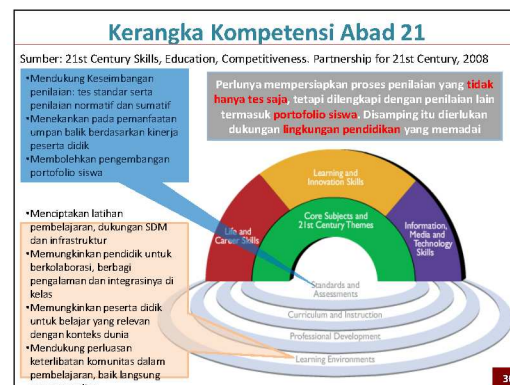 Kerangka Kompetensi Abad 21
Sumber: 21st Century Skills, Education, Competitiveness. Partnership for 21st Century, 2008
•Mendukung Keseimbangan
penilaian: tes standar serta
penilaian normatif dan sumatif
•Menekankan pada pemanfaatan
umpan balik berdasarkan kinerja
peserta didik
•Membolehkan pengembangan
portofolio siswa
Perlunya mempersiapkan proses penilaian yang tidak
hanya tes saja, tetapi dilengkapi dengan penilaian lain
termasuk portofolio siswa. Disamping itu dierlukan
dukungan lingkungan pendidikan yang memadai
Learning and
Innovation Skills
Core Subjects and
21st Century Themes
Life and
Career Skills
Information,
Media and
Technology
Skills
Standards and
Assessments
Curriculum and Instruction
Professional Development
Learning Environments
•Menciptakan latihan
pembelajaran, dukungan SDM
dan infrastruktur
•Memungkinkan pendidik untuk
berkolaborasi, berbagi
pengalaman dan integrasinya di
kelas
•Memungkinkan peserta didik
untuk belajar yang relevan
dengan konteks dunia
•Mendukung perluasan
keterlibatan komunitas dalam
pembelajaran, baik langsung